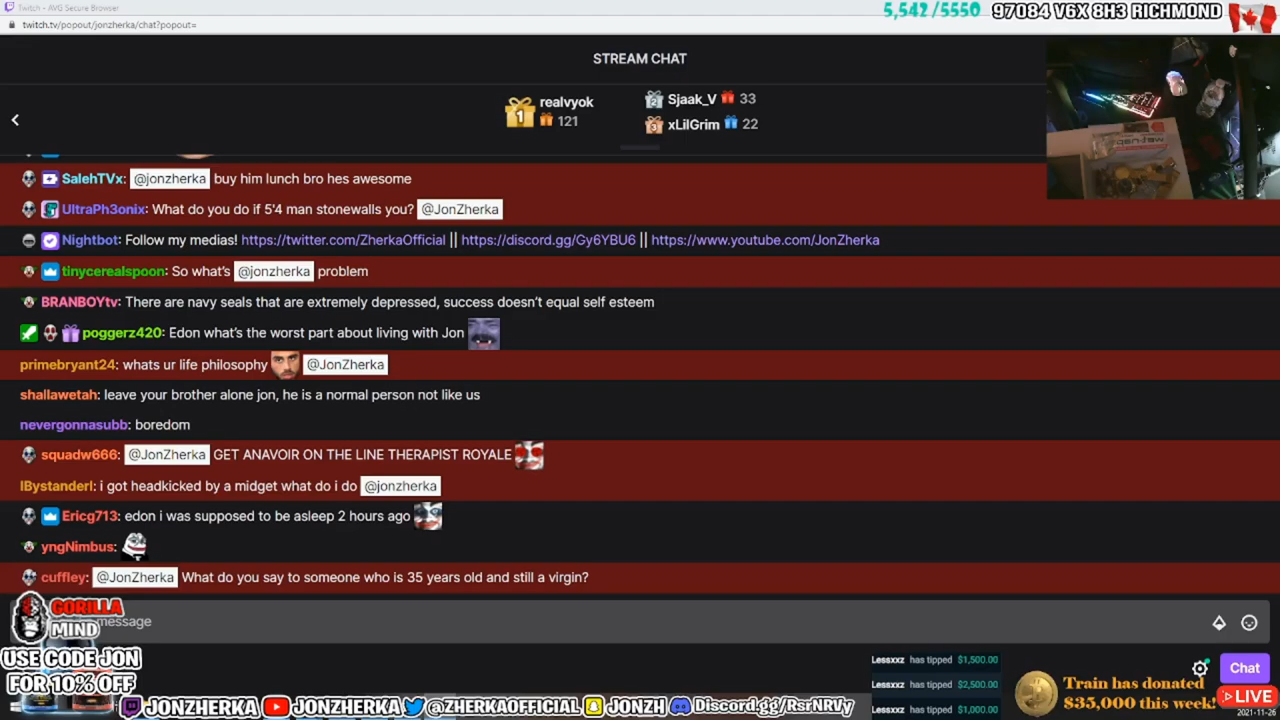 Twitch - AVG Secure Browser
twitch.tv/popout/jonzherka/chat?popout=
5,542 /5550 97084 V6X 8H3 RICHMOND
STREAM CHAT
1 realvyok 121
2 Sjaak_V 33
3 xLilGrim 22
SalehTVx: @jonzherka buy him lunch bro hes awesome
UltraPh3onix: What do you do if 5'4 man stonewalls you? @JonZherka
Nightbot: Follow my medias! https://twitter.com/ZherkaOfficial || https://discord.gg/Gy6YBU6 || https://www.youtube.com/JonZherka
tinycerealspoon: So what's @jonzherka problem
BRANBOYtv: There are navy seals that are extremely depressed, success doesn't equal self esteem
poggerz420: Edon what's the worst part about living with Jon
primebryant24: whats ur life philosophy @JonZherka
shallawetah: leave your brother alone jon, he is a normal person not like us
nevergonnasubb: boredom
squadw666: @JonZherka GET ANAVOIR ON THE LINE THERAPIST ROYALE
IBystanderI: i got headkicked by a midget what do i do @jonzherka
Ericg713: edon i was supposed to be asleep 2 hours ago
yngNimbus:
cuffley: @JonZherka What do you say to someone who is 35 years old and still a virgin?
GORILLA
MIND
message
USE CODE JON
FOR 10% OFF
Lessxxz has tipped $1,500.00
Lessxxz has tipped $2,500.00
Lessxxz has tipped $1,000.00
Chat
Train has donated
$35,000 this week!
LIVE
2021-11-26
JONZHERKA JONZHERKA @ZHERKAOFFICIAL JONZH Discord.gg/RsrNRVy